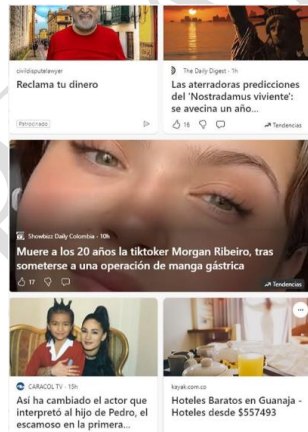 civildisputelawyer
Reclama tu dinero
Patrocinado
The Daily Digest - 1h
Las aterradoras predicciones
del 'Nostradamus viviente':
se avecina un año...
16
Tendencias
Showbizz Daily Colombia - 10h
Muere a los 20 años la tiktoker Morgan Ribeiro, tras
someterse a una operación de manga gástrica
17
Tendencias
CARACOL TV - 15h
Así ha cambiado el actor que
interpretó al hijo de Pedro, el
escamoso en la primera...
kayak.com.co
Hoteles Baratos en Guanaja -
Hoteles desde $557493